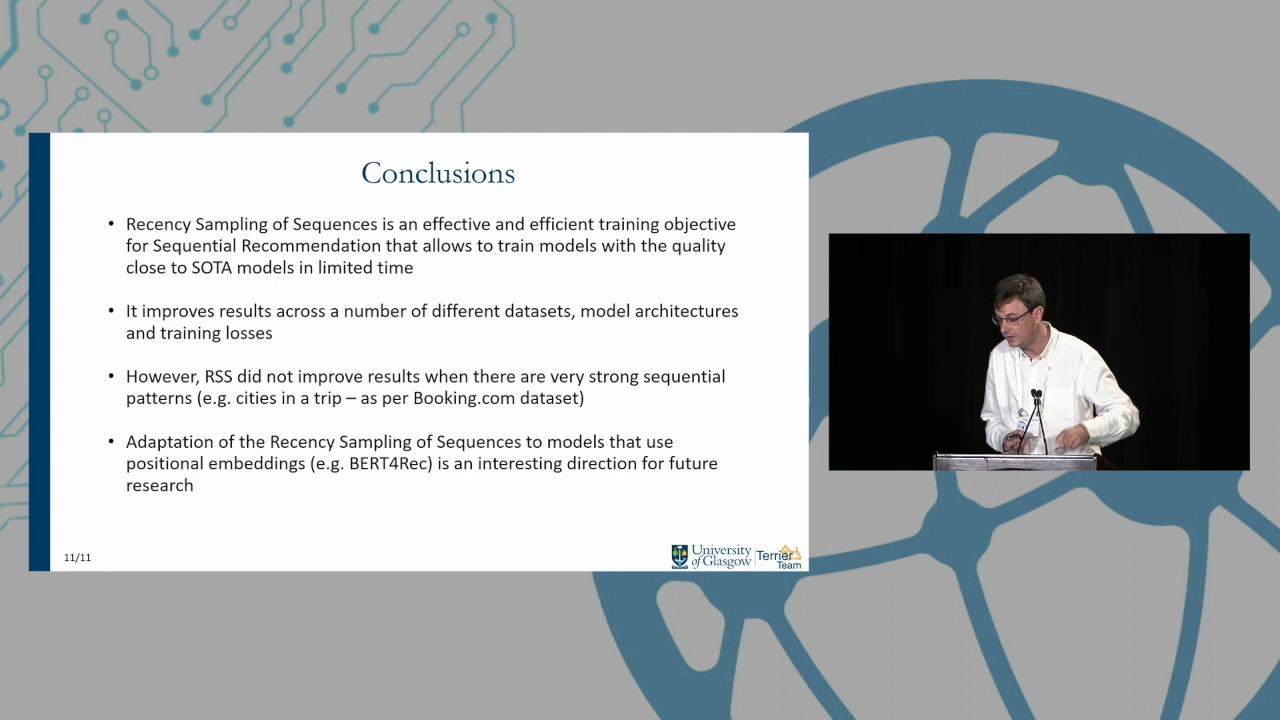 Conclusions
• Recency Sampling of Sequences is an effective and efficient training objective
for Sequential Recommendation that allows to train models with the quality
close to SOTA models in limited time
• It improves results across a number of different datasets, model architectures
and training losses
• However, RSS did not improve results when there are very strong sequential
patterns (e.g. cities in a trip – as per Booking.com dataset)
• Adaptation of the Recency Sampling of Sequences to models that use
positional embeddings (e.g. BERT4Rec) is an interesting direction for future
research
11/11
University
of Glasgow
Terrier
Team